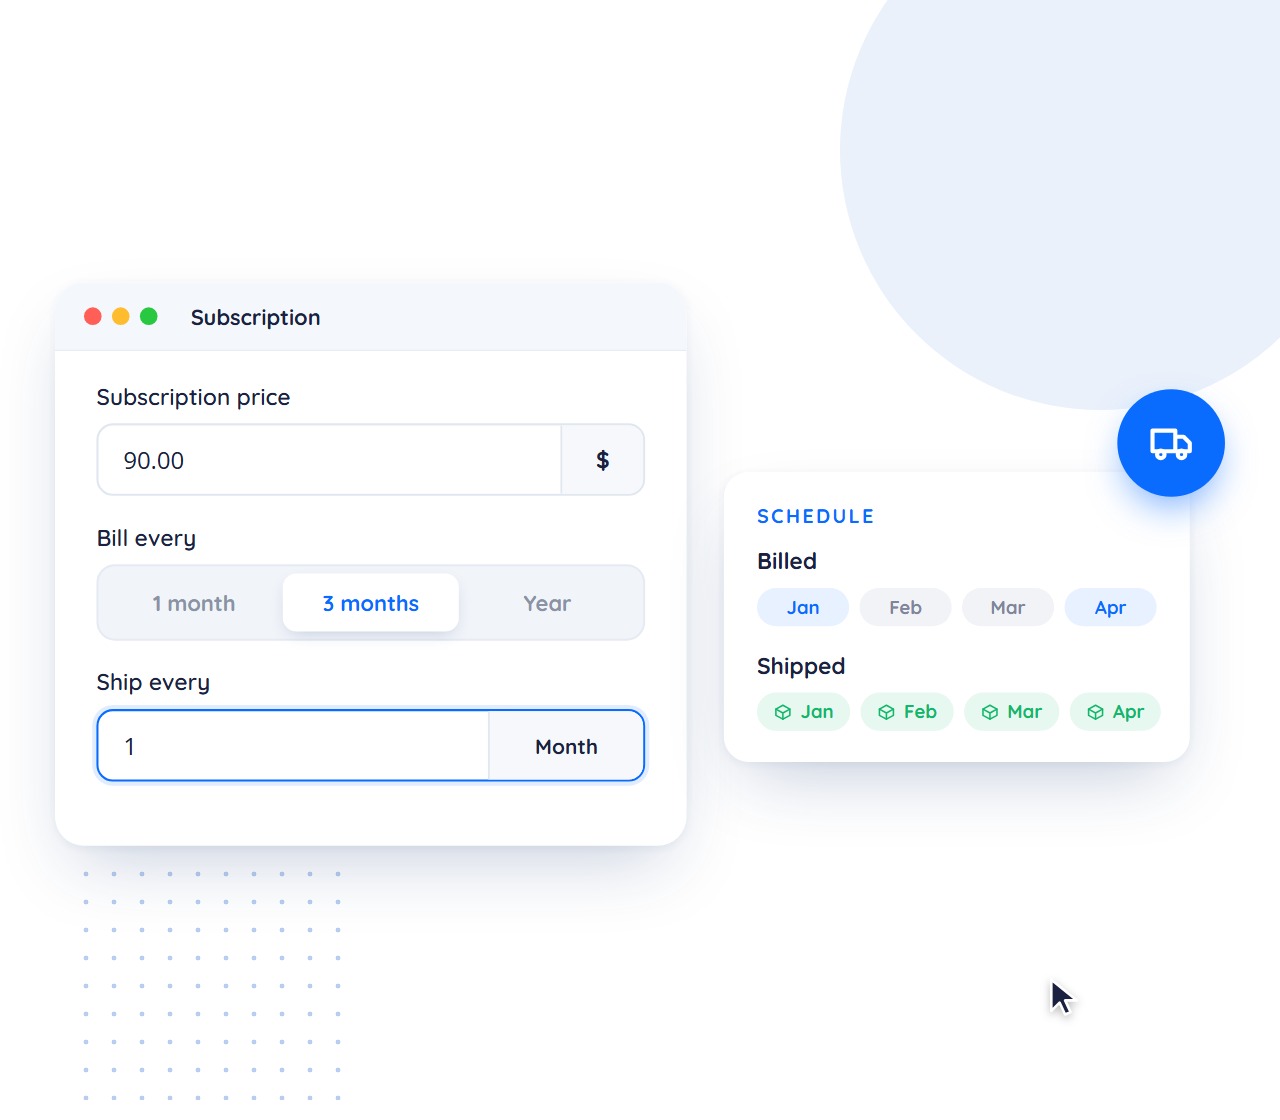 Subscription
Subscription price
90.00 $
Bill every
1 month 3 months Year
Ship every
1 Month
SCHEDULE
Billed
Jan Feb Mar Apr
Shipped
Jan Feb Mar Apr